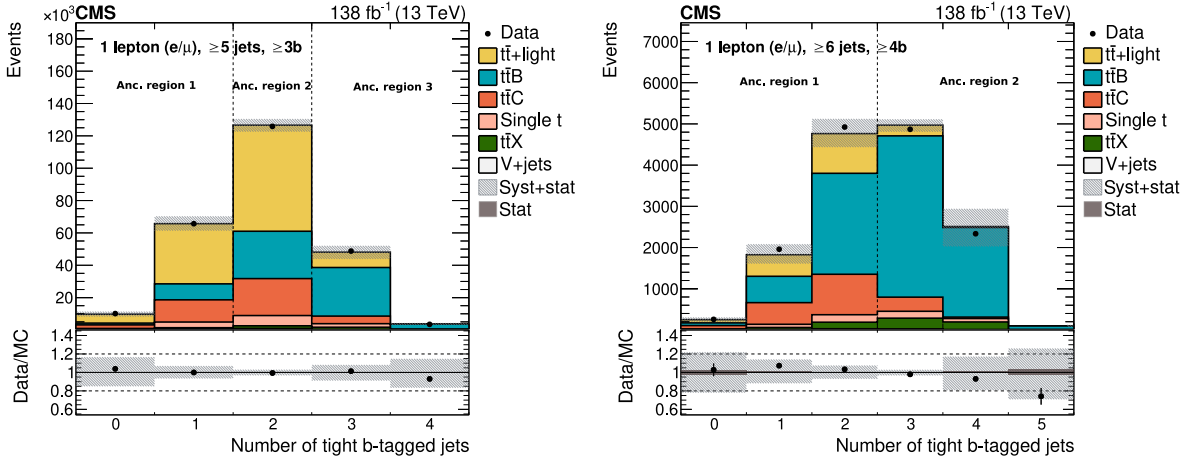 ×10³ CMS 138 fb⁻¹ (13 TeV)
Events
1 lepton (e/μ), ≥5 jets, ≥3b
Anc. region 1 Anc. region 2 Anc. region 3
180
160
140
120
100
80
60
40
20
Data
tt̄+light
tt̄B
tt̄C
Single t
tt̄X
V+jets
Syst+stat
Stat
Data/MC
1.4
1.2
1
0.8
0.6
0 1 2 3 4
Number of tight b-tagged jets
CMS 138 fb⁻¹ (13 TeV)
Events
1 lepton (e/μ), ≥6 jets, ≥4b
Anc. region 1 Anc. region 2
7000
6000
5000
4000
3000
2000
1000
Data
tt̄+light
tt̄B
tt̄C
Single t
tt̄X
V+jets
Syst+stat
Stat
Data/MC
1.4
1.2
1
0.8
0.6
0 1 2 3 4 5
Number of tight b-tagged jets